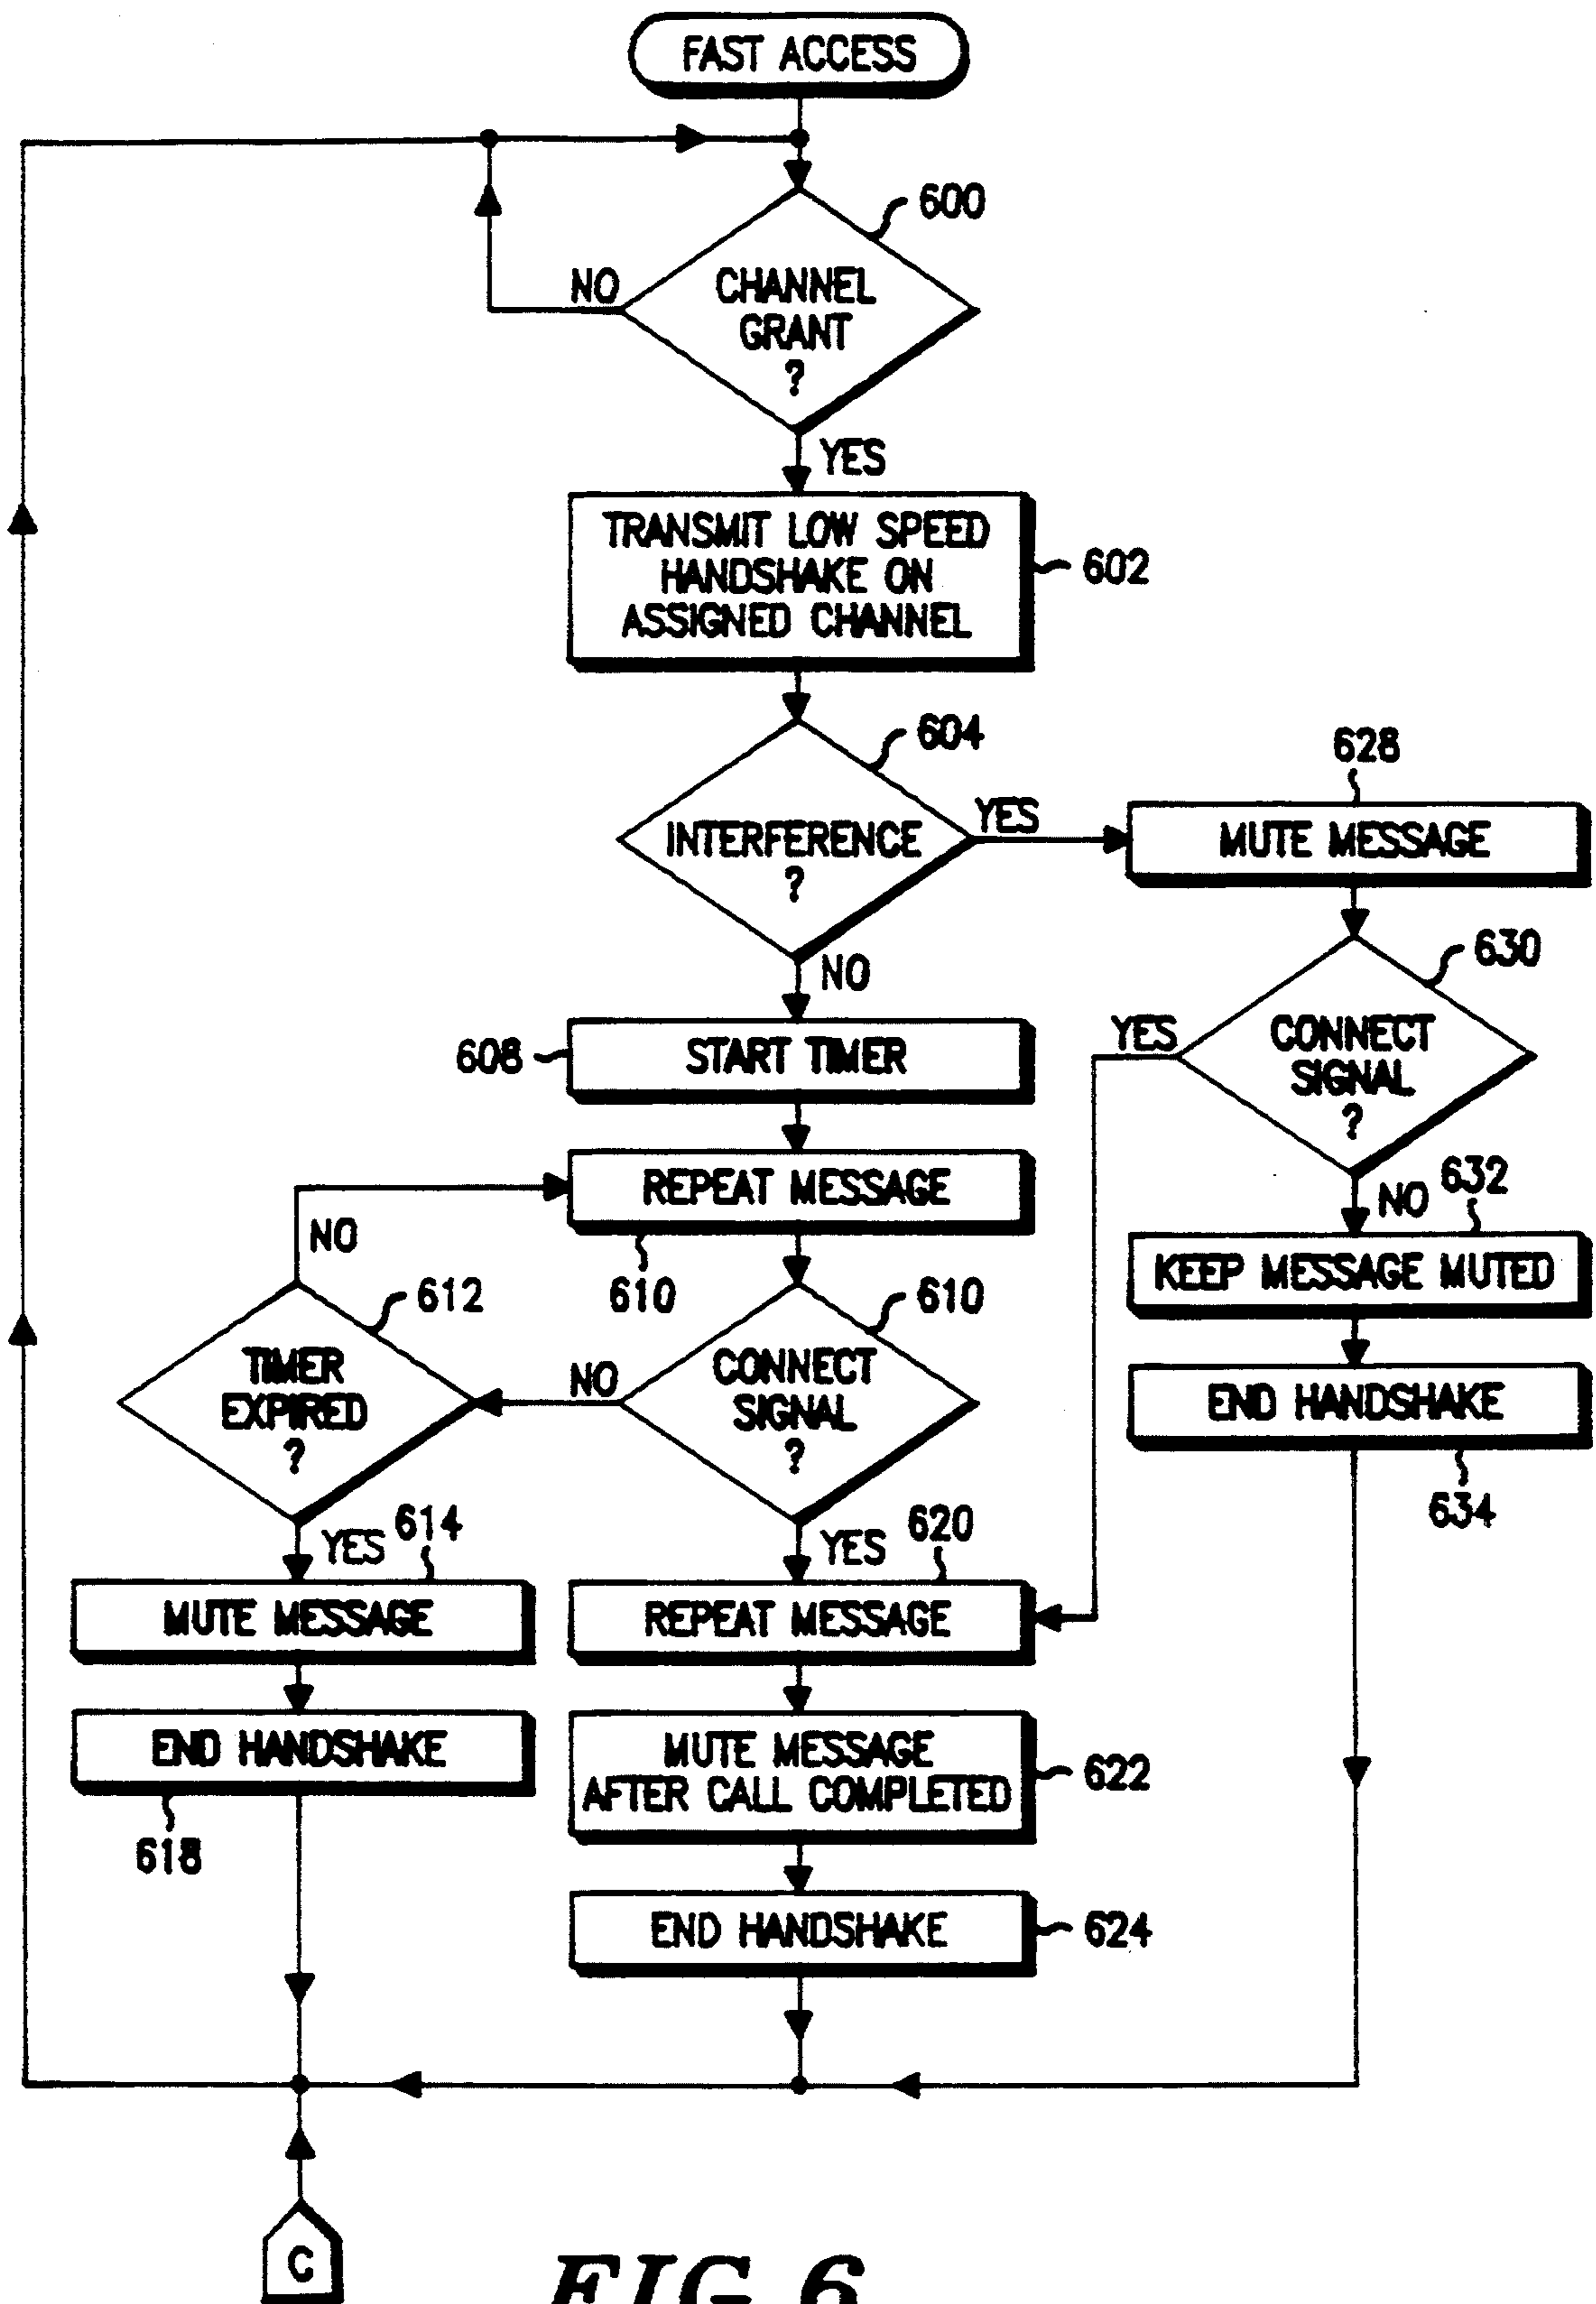 FAST ACCESS
600
CHANNEL
GRANT
?
NO
YES
TRANSMIT LOW SPEED
HANDSHAKE ON
ASSIGNED CHANNEL
602
604
INTERFERENCE
?
YES
NO
628
MUTE MESSAGE
630
CONNECT
SIGNAL
?
YES
NO
632
KEEP MESSAGE MUTED
END HANDSHAKE
634
608
START TIMER
REPEAT MESSAGE
610
610
CONNECT
SIGNAL
?
NO
YES
612
TIMER
EXPIRED
?
NO
YES
614
MUTE MESSAGE
END HANDSHAKE
618
620
REPEAT MESSAGE
MUTE MESSAGE
AFTER CALL COMPLETED
622
END HANDSHAKE
624
C
FIG.6